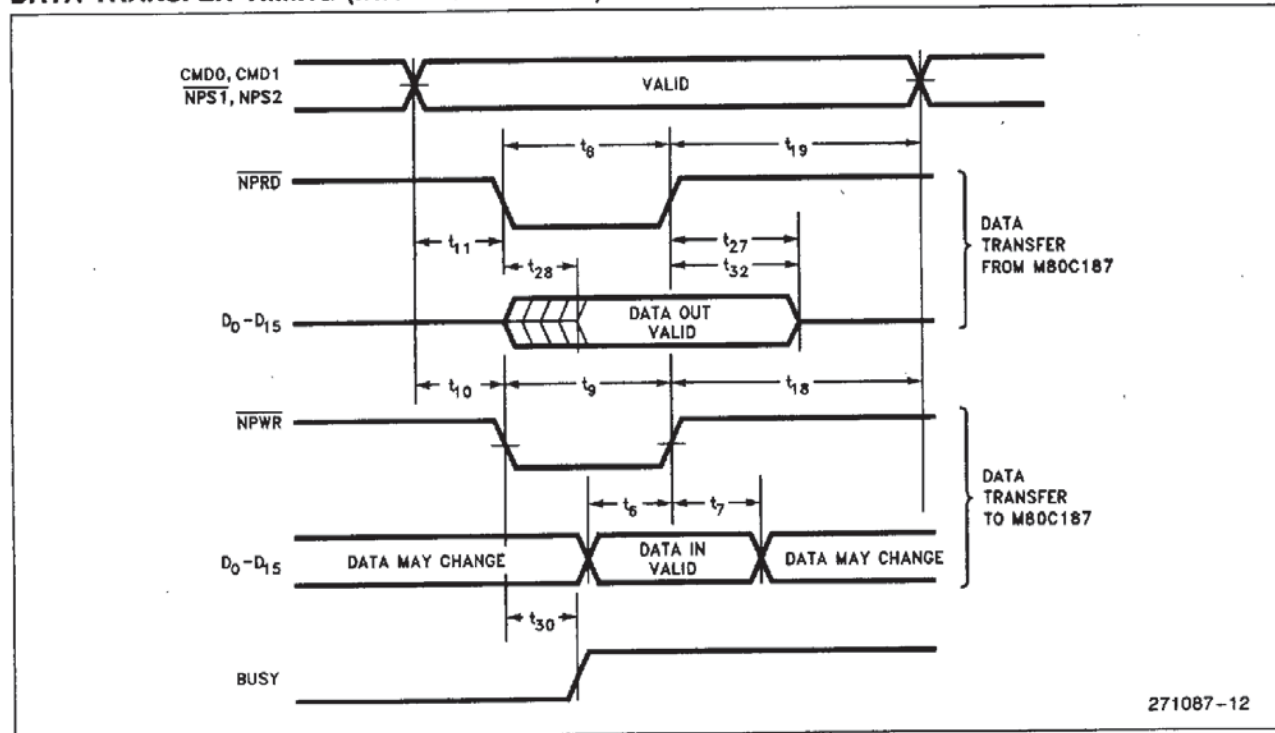 CMD0, CMD1
VALID
NPS1, NPS2
t8
t19
NPRD
DATA
TRANSFER
FROM M80C187
t11
t27
t28
t32
D0-D15
DATA OUT
VALID
t10
t9
t18
NPWR
DATA
TRANSFER
TO M80C187
t6
t7
D0-D15
DATA MAY CHANGE
DATA IN
VALID
DATA MAY CHANGE
t30
BUSY
271087-12